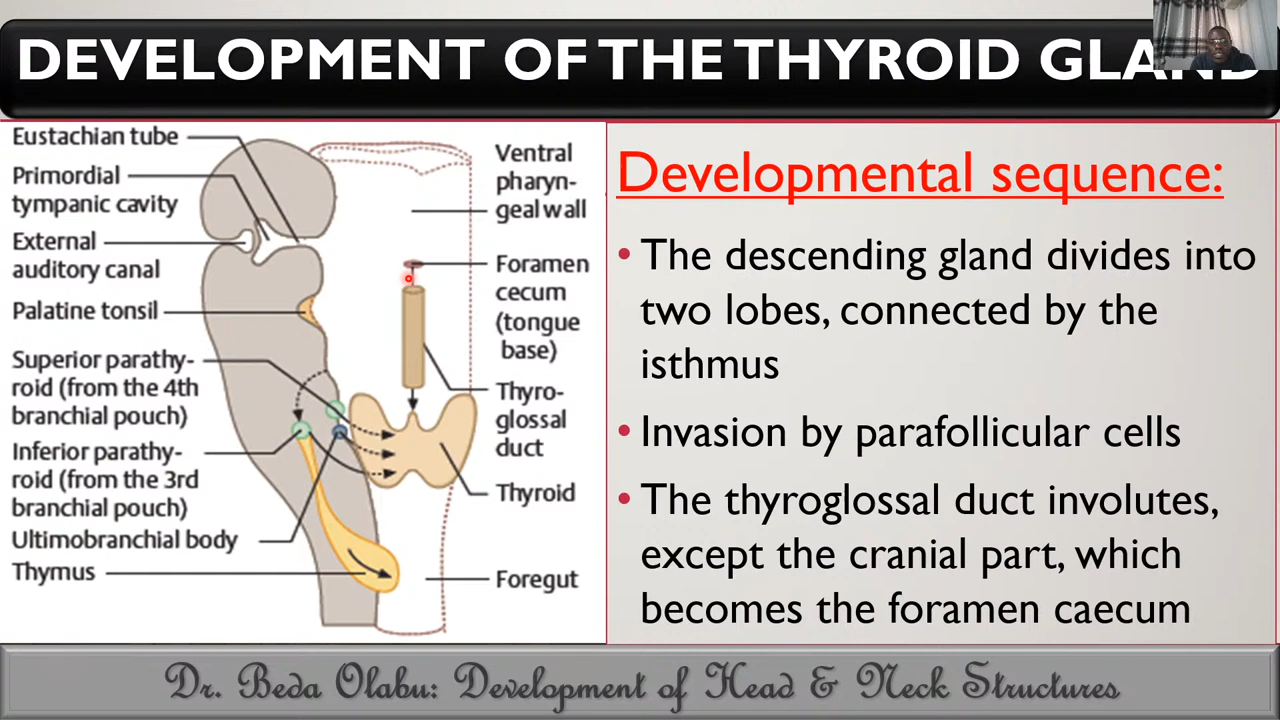 DEVELOPMENT OF THE THYROID GLAND
Eustachian tube
Primordial
tympanic cavity
External
auditory canal
Palatine tonsil
Superior parathy-
roid (from the 4th
branchial pouch)
Inferior parathy-
roid (from the 3rd
branchial pouch)
Ultimobranchial body
Thymus
Ventral
pharyn-
geal wall
Foramen
cecum
(tongue
base)
Thyro-
glossal
duct
Thyroid
Foregut
Developmental sequence:
• The descending gland divides into
two lobes, connected by the
isthmus
• Invasion by parafollicular cells
• The thyroglossal duct involutes,
except the cranial part, which
becomes the foramen caecum
Dr. Beda Olabu: Development of Head & Neck Structures